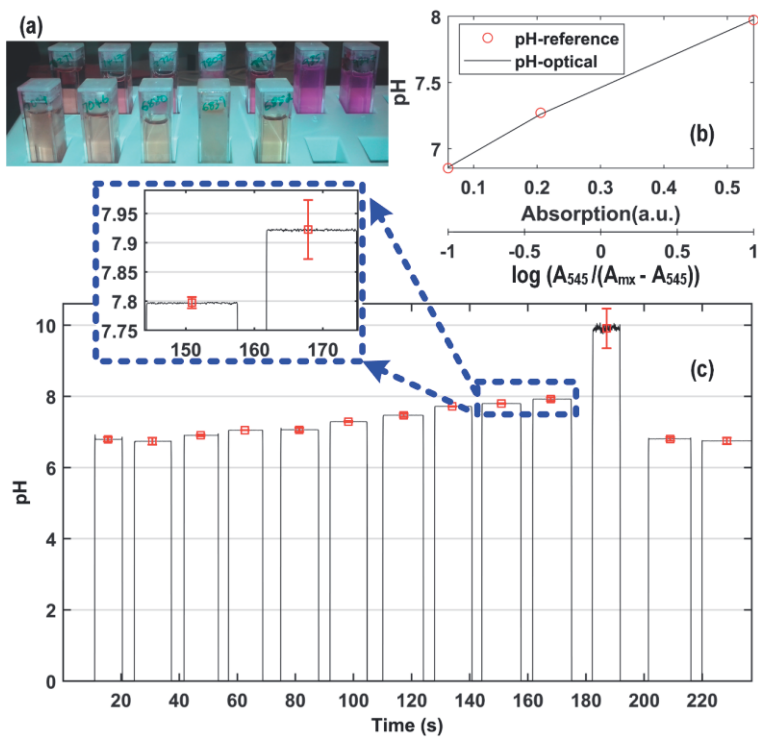 (a)
8
7.5
7
pH
pH-reference
pH-optical
(b)
0.1 0.2 0.3 0.4 0.5
Absorption(a.u.)
-1 -0.5 0 0.5 1
log (A545/(Amx - A545))
7.95
7.9
7.85
7.8
7.75
150 160 170
10
8
6
4
2
0
pH
(c)
20 40 60 80 100 120 140 160 180 200 220
Time (s)